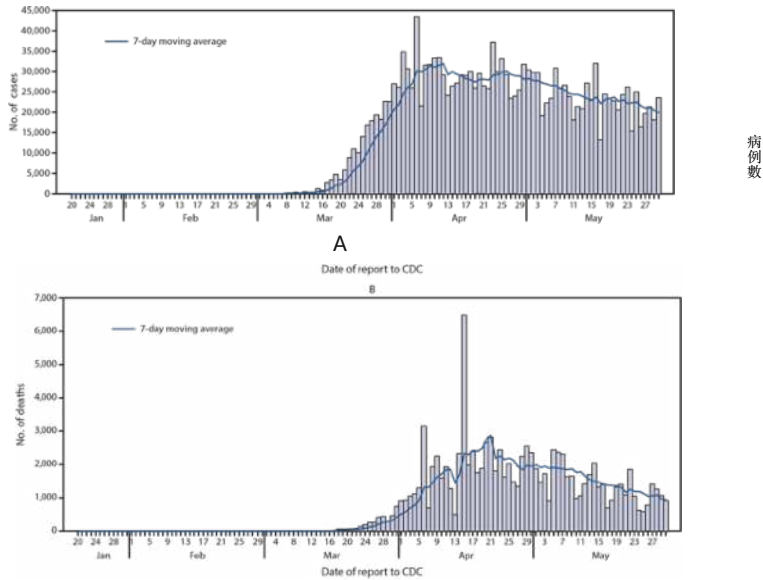 45,000
40,000
35,000
30,000
25,000
20,000
15,000
10,000
5,000
0
No. of cases
7-day moving average
20 24 28 1 5 9 13 17 21 25 29 4 8 12 16 20 24 28 1 5 9 13 17 21 25 29 3 7 11 15 19 23 27
Jan Feb Mar Apr May
病例數
A
Date of report to CDC
B
7,000
6,000
5,000
4,000
3,000
2,000
1,000
0
No. of deaths
7-day moving average
20 24 28 1 5 9 13 17 21 25 29 4 8 12 16 20 24 28 1 5 9 13 17 21 25 29 3 7 11 15 19 23 27
Jan Feb Mar Apr May
Date of report to CDC